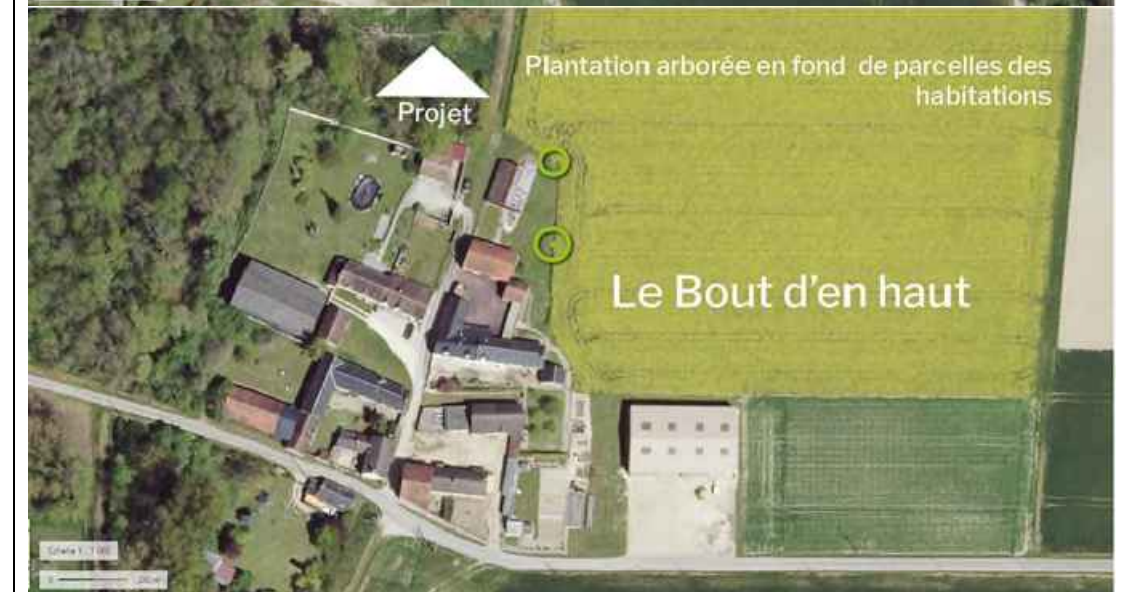 Plantation arborée en fond de parcelles des
habitations
Projet
Le Bout d'en haut